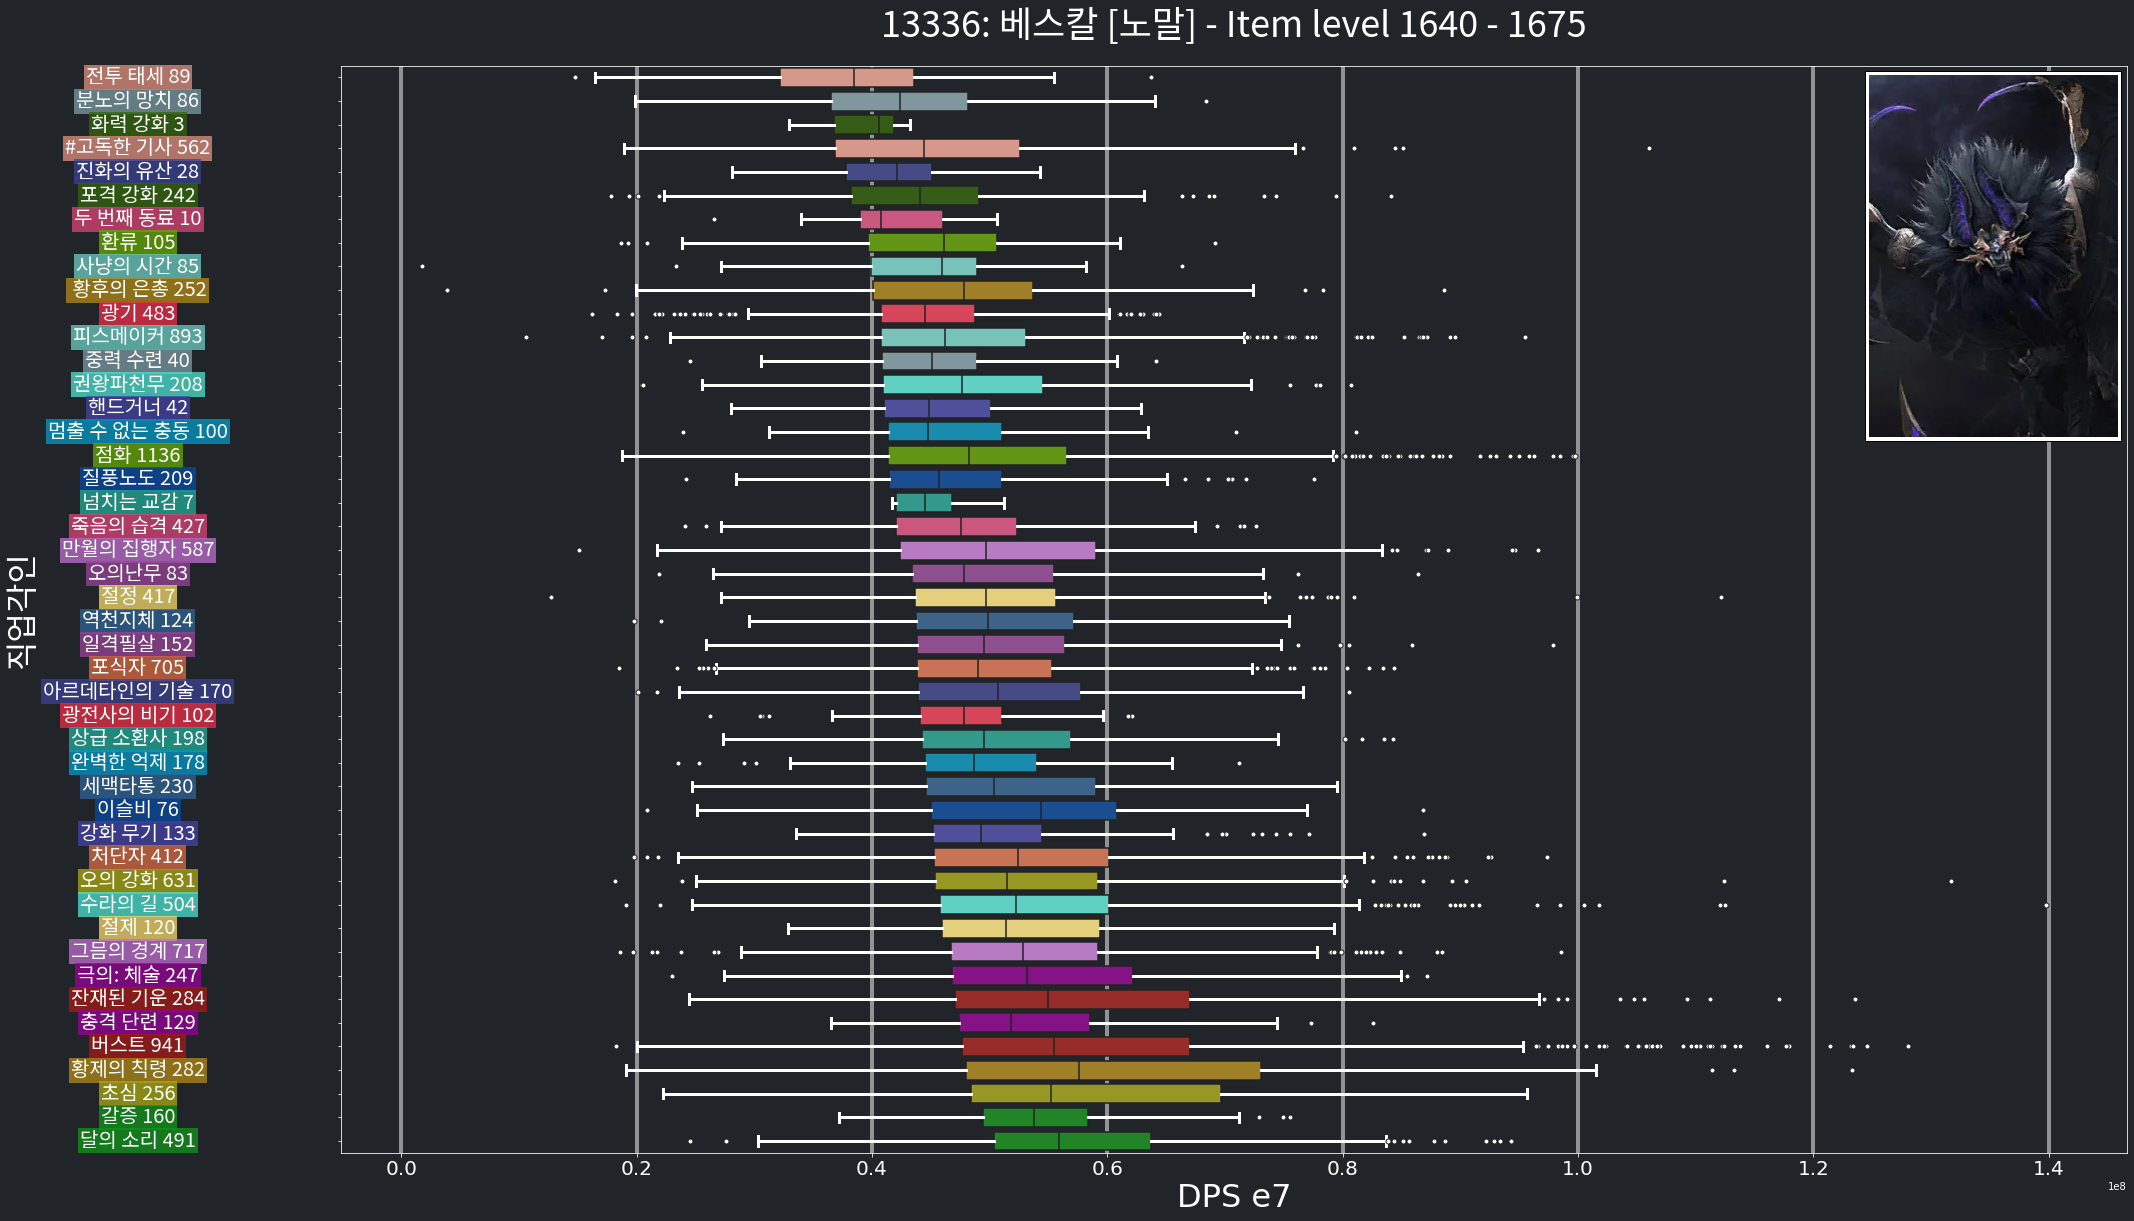 13336: 베스칼 [노말] - Item level 1640 - 1675
직업각인
전투 태세 89
분노의 망치 86
화력 강화 3
#고독한 기사 562
진화의 유산 28
포격 강화 242
두 번째 동료 10
환류 105
사냥의 시간 85
황후의 은총 252
광기 483
피스메이커 893
중력 수련 40
권왕파천무 208
핸드거너 42
멈출 수 없는 충동 100
점화 1136
질풍노도 209
넘치는 교감 7
죽음의 습격 427
만월의 집행자 587
오의난무 83
절정 417
역천지체 124
일격필살 152
포식자 705
아르데타인의 기술 170
광전사의 비기 102
상급 소환사 198
완벽한 억제 178
세맥타통 230
이슬비 76
강화 무기 133
처단자 412
오의 강화 631
수라의 길 504
절제 120
그믐의 경계 717
극의: 체술 247
잔재된 기운 284
충격 단련 129
버스트 941
황제의 칙령 282
초심 256
갈증 160
달의 소리 491
0.0 0.2 0.4 0.6 0.8 1.0 1.2 1.4
1e8
DPS e7